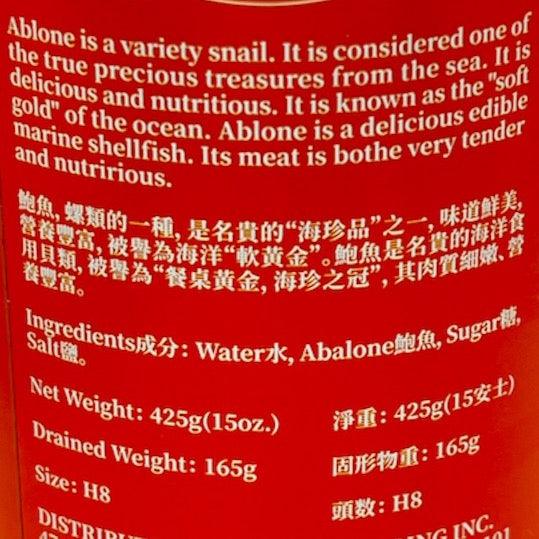 Ablone is a variety snail. It is considered one of
the true precious treasures from the sea. It is
delicious and nutritious. It is known as the "soft
gold" of the ocean. Ablone is a delicious edible
marine shellfish. Its meat is bothe very tender
and nutririous.
鮑魚, 螺類的一種, 是名貴的“海珍品”之一, 味道鮮美,
營養豐富, 被譽為海洋“軟黃金”。鮑魚是名貴的海洋食
用貝類, 被譽為“餐桌黃金, 海珍之冠”, 其肉質細嫩、營
養豐富。
Ingredients成分: Water水, Abalone鮑魚, Sugar糖,
Salt鹽。
Net Weight: 425g(15oz.) 淨重: 425g(15安士)
Drained Weight: 165g 固形物重: 165g
Size: H8 頭數: H8
ING INC.